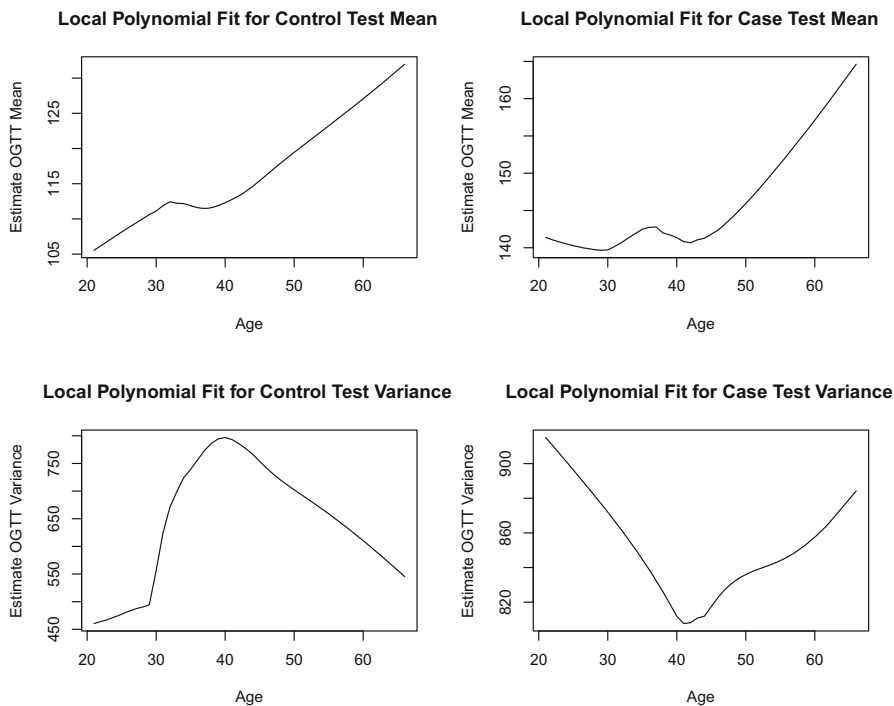 Local Polynomial Fit for Control Test Mean
Estimate OGTT Mean
105
115
125
20 30 40 50 60
Age
Local Polynomial Fit for Case Test Mean
Estimate OGTT Mean
140
150
160
20 30 40 50 60
Age
Local Polynomial Fit for Control Test Variance
Estimate OGTT Variance
450
550
650
750
20 30 40 50 60
Age
Local Polynomial Fit for Case Test Variance
Estimate OGTT Variance
820
860
900
20 30 40 50 60
Age